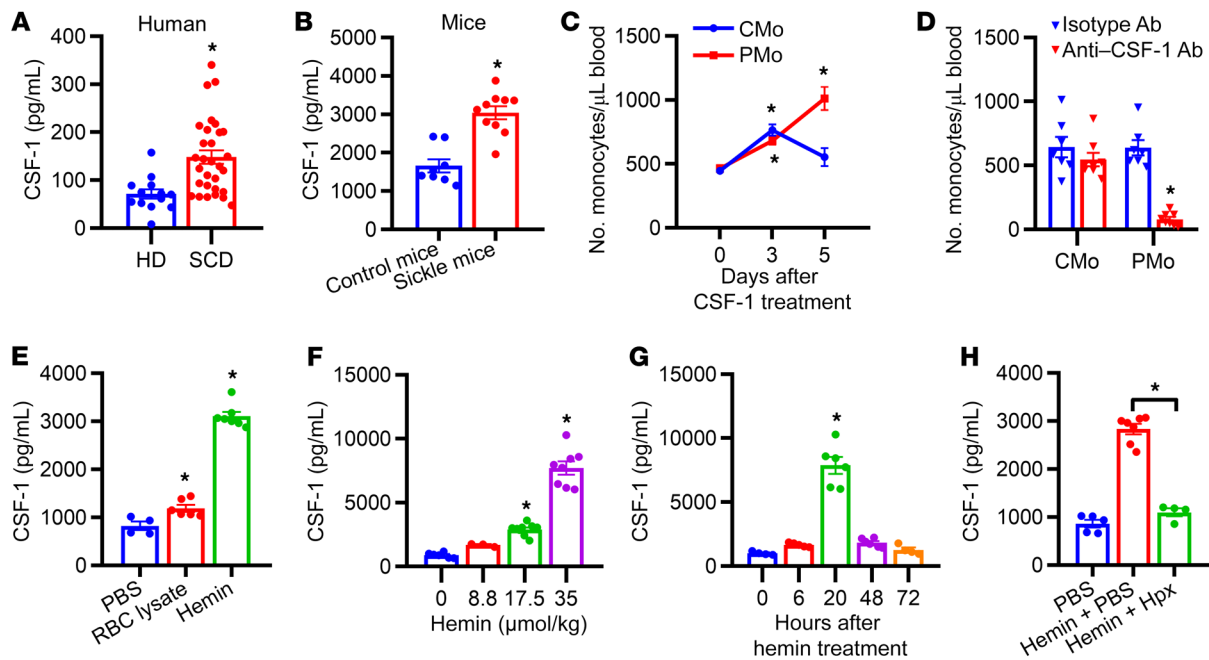 A
Human
CSF-1 (pg/mL)
400
300
200
100
0
*
HD
SCD
B
Mice
CSF-1 (pg/mL)
5000
4000
3000
2000
1000
0
*
Control mice
Sickle mice
C
CMo
PMo
No. monocytes/μL blood
1500
1000
500
0
*
*
*
0
3
5
Days after
CSF-1 treatment
D
Isotype Ab
Anti–CSF-1 Ab
No. monocytes/μL blood
1500
1000
500
0
*
CMo
PMo
E
CSF-1 (pg/mL)
4000
3000
2000
1000
0
*
*
PBS
RBC lysate
Hemin
F
CSF-1 (pg/mL)
15000
10000
5000
0
*
*
0
8.8
17.5
35
Hemin (μmol/kg)
G
CSF-1 (pg/mL)
15000
10000
5000
0
*
0
6
20
48
72
Hours after
hemin treatment
H
CSF-1 (pg/mL)
4000
3000
2000
1000
0
*
PBS
Hemin + PBS
Hemin + Hpx